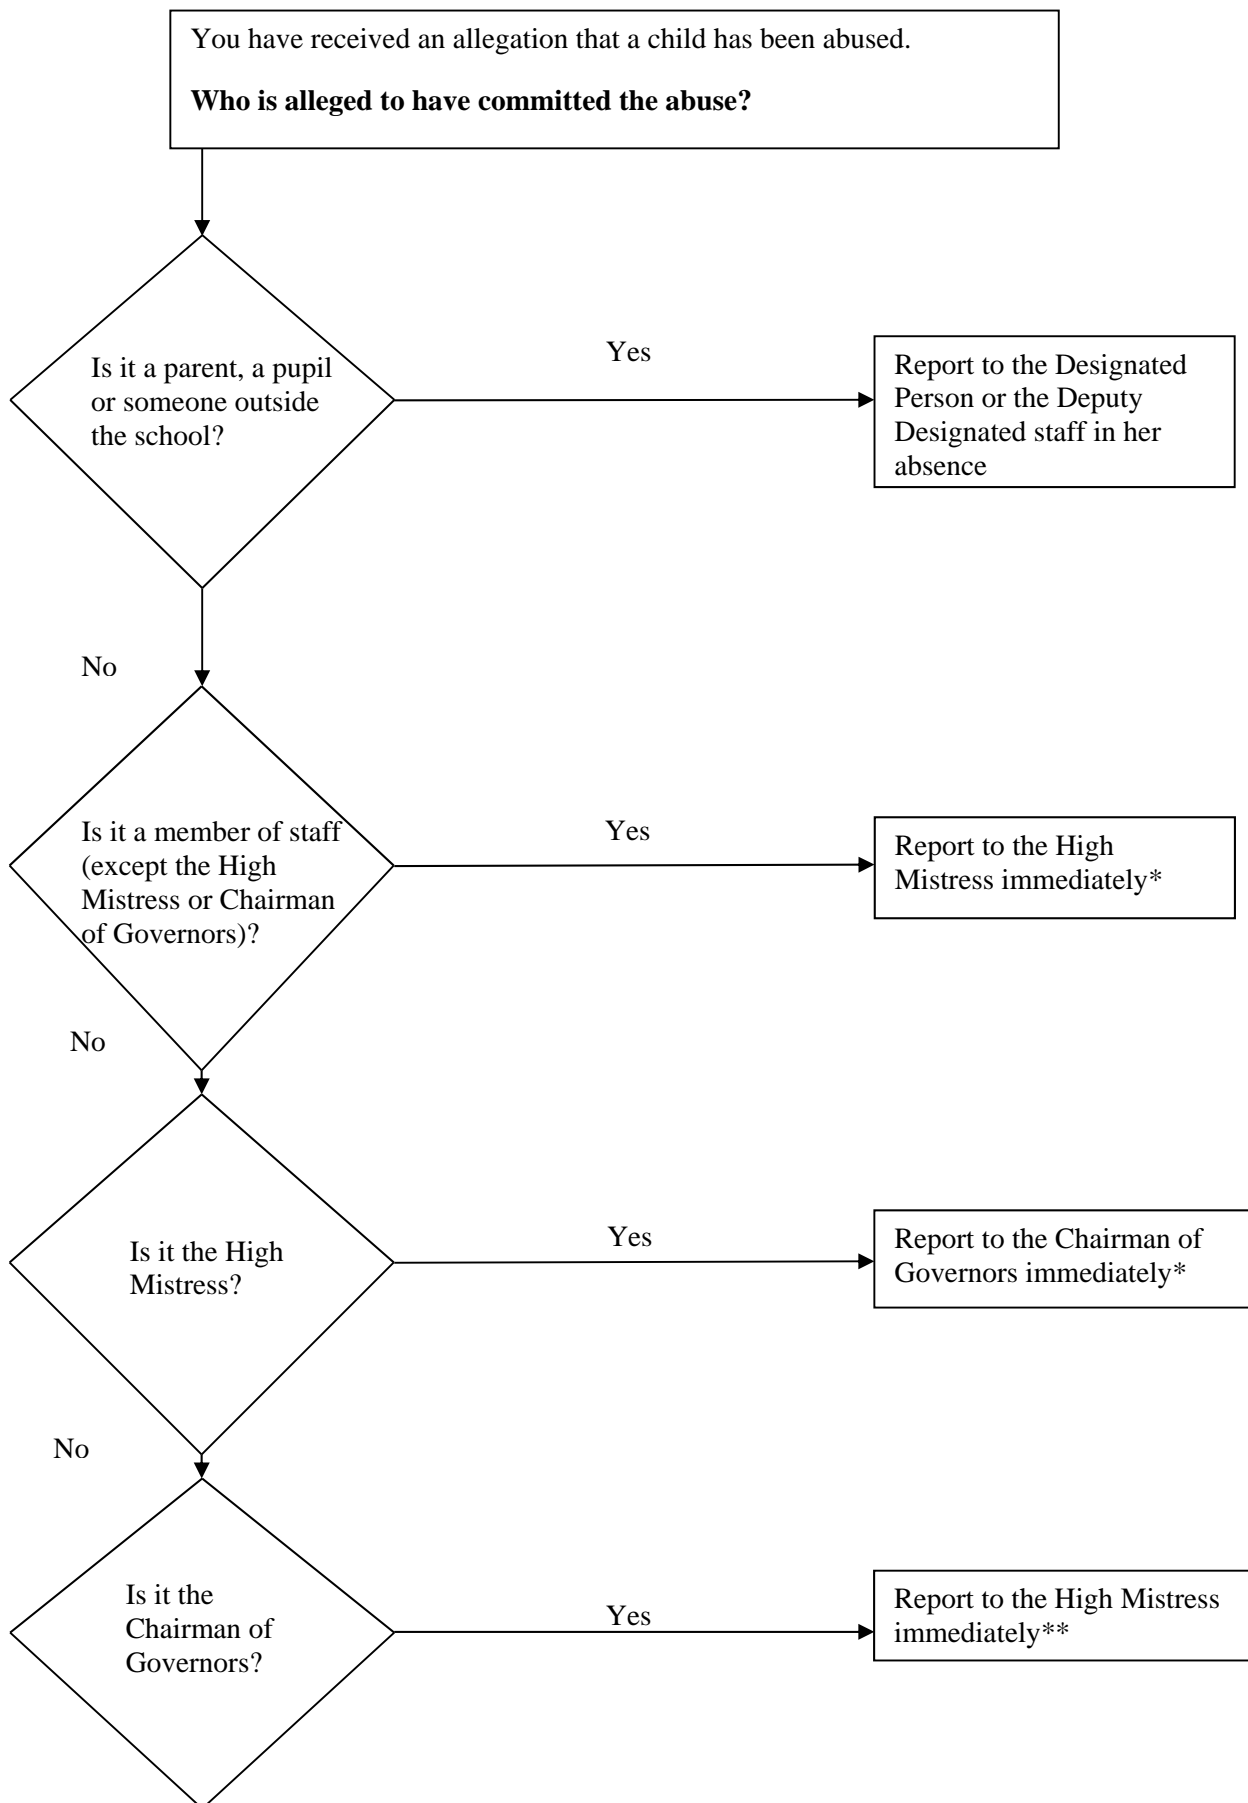 You have received an allegation that a child has been abused.
Who is alleged to have committed the abuse?
Is it a parent, a pupil
or someone outside
the school?
Yes
Report to the Designated
Person or the Deputy
Designated staff in her
absence
No
Is it a member of staff
(except the High
Mistress or Chairman
of Governors)?
Yes
Report to the High
Mistress immediately*
No
Is it the High
Mistress?
Yes
Report to the Chairman of
Governors immediately*
No
Is it the
Chairman of
Governors?
Yes
Report to the High Mistress
immediately**